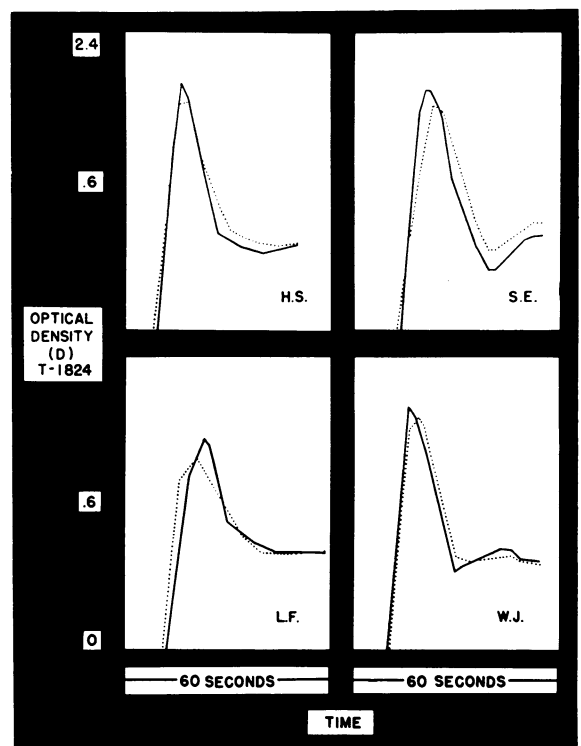 2.4
.6
H.S.
S.E.
OPTICAL
DENSITY
(D)
T-1824
.6
L.F.
W.J.
0
60 SECONDS
60 SECONDS
TIME